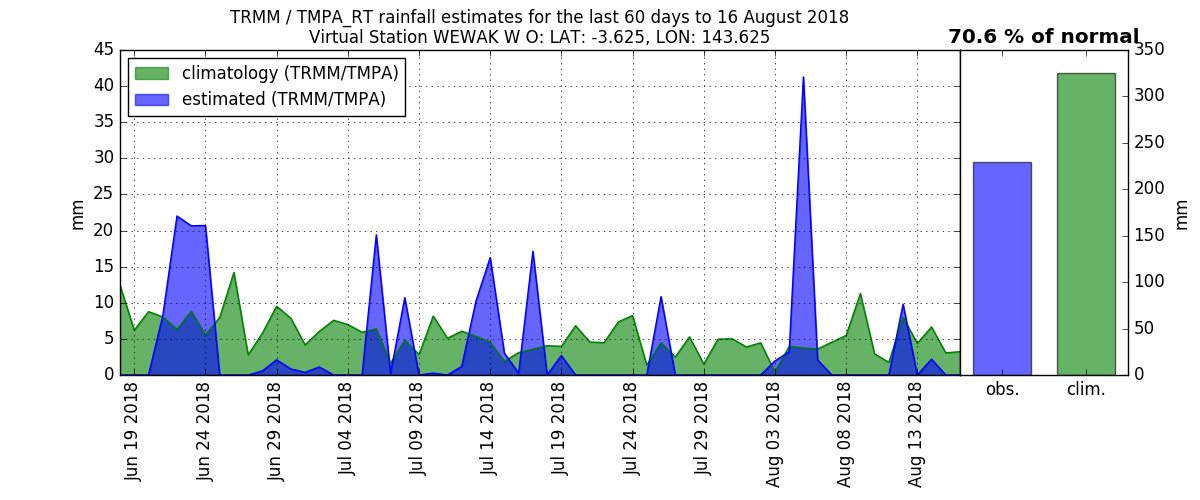 TRMM / TMPA_RT rainfall estimates for the last 60 days to 16 August 2018
Virtual Station WEWAK W O: LAT: -3.625, LON: 143.625
70.6 % of normal
climatology (TRMM/TMPA)
estimated (TRMM/TMPA)
45
40
35
30
25
20
15
10
5
0
mm
Jun 19 2018
Jun 24 2018
Jun 29 2018
Jul 04 2018
Jul 09 2018
Jul 14 2018
Jul 19 2018
Jul 24 2018
Jul 29 2018
Aug 03 2018
Aug 08 2018
Aug 13 2018
obs.
clim.
350
300
250
200
150
100
50
0
mm